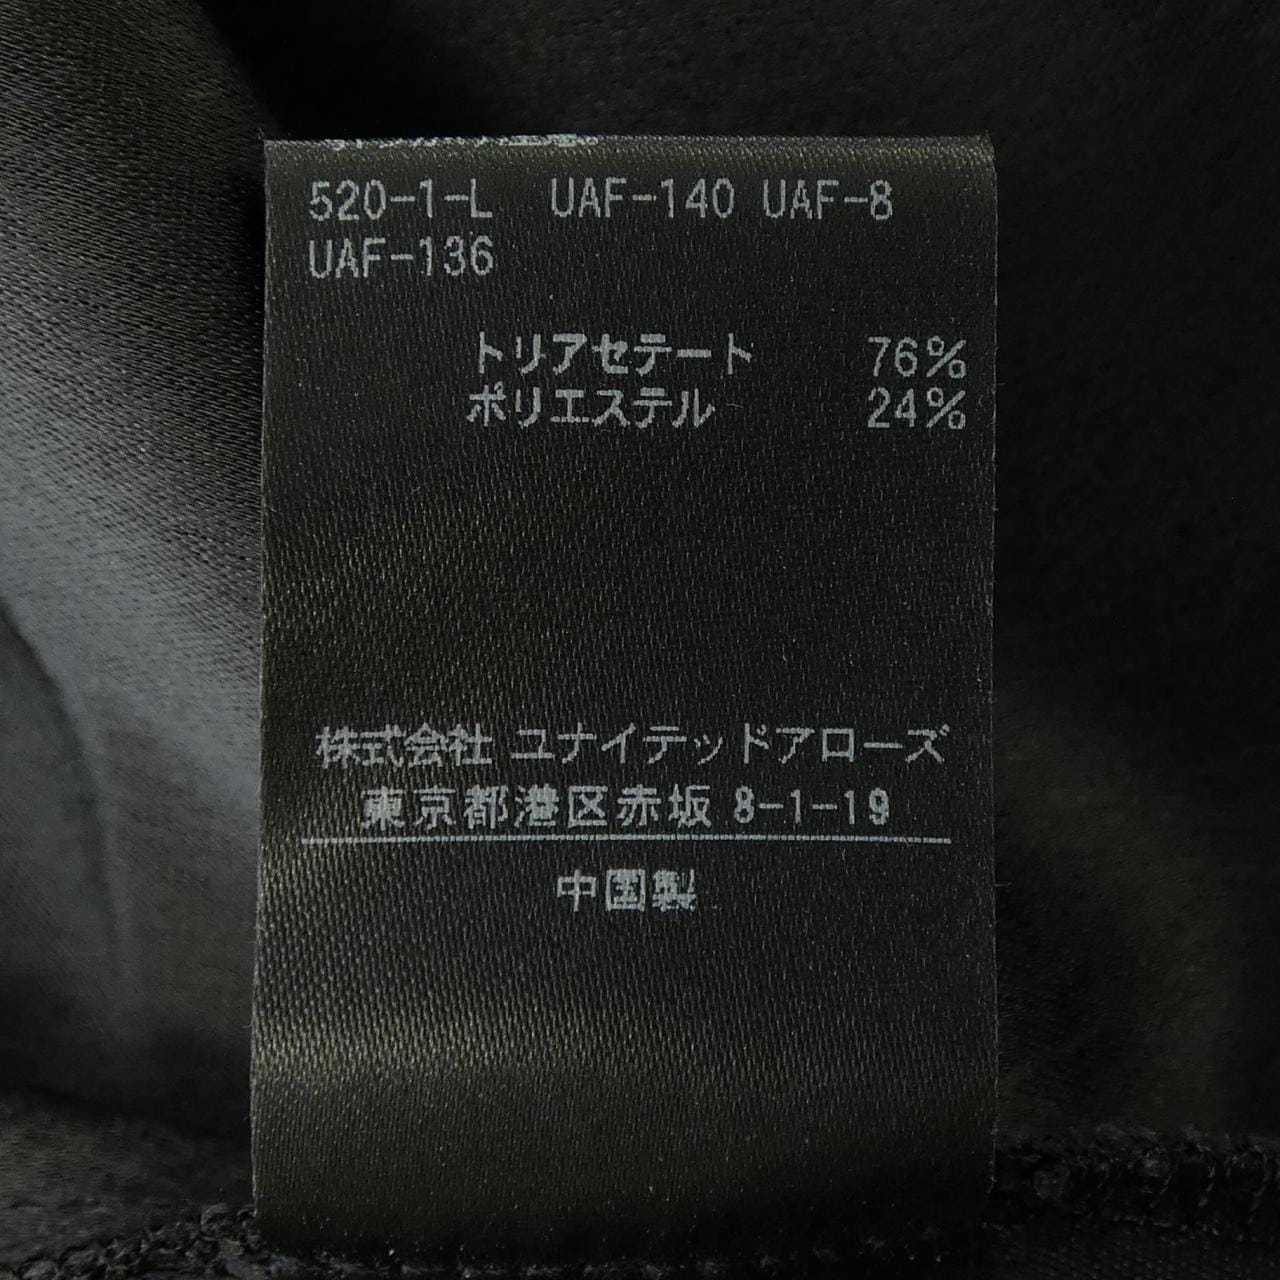 520-1-L UAF-140 UAF-8
UAF-136
トリアセテート 76%
ポリエステル 24%
株式会社 ユナイテッドアローズ
東京都港区赤坂 8-1-19
中国製